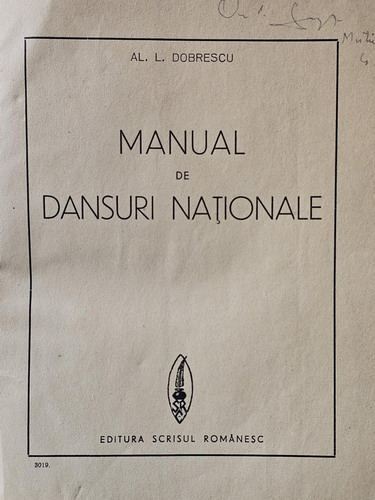 AL. L. DOBRESCU
MANUAL
DE
DANSURI NAȚIONALE
EDITURA SCRISUL ROMÂNESC
3019.